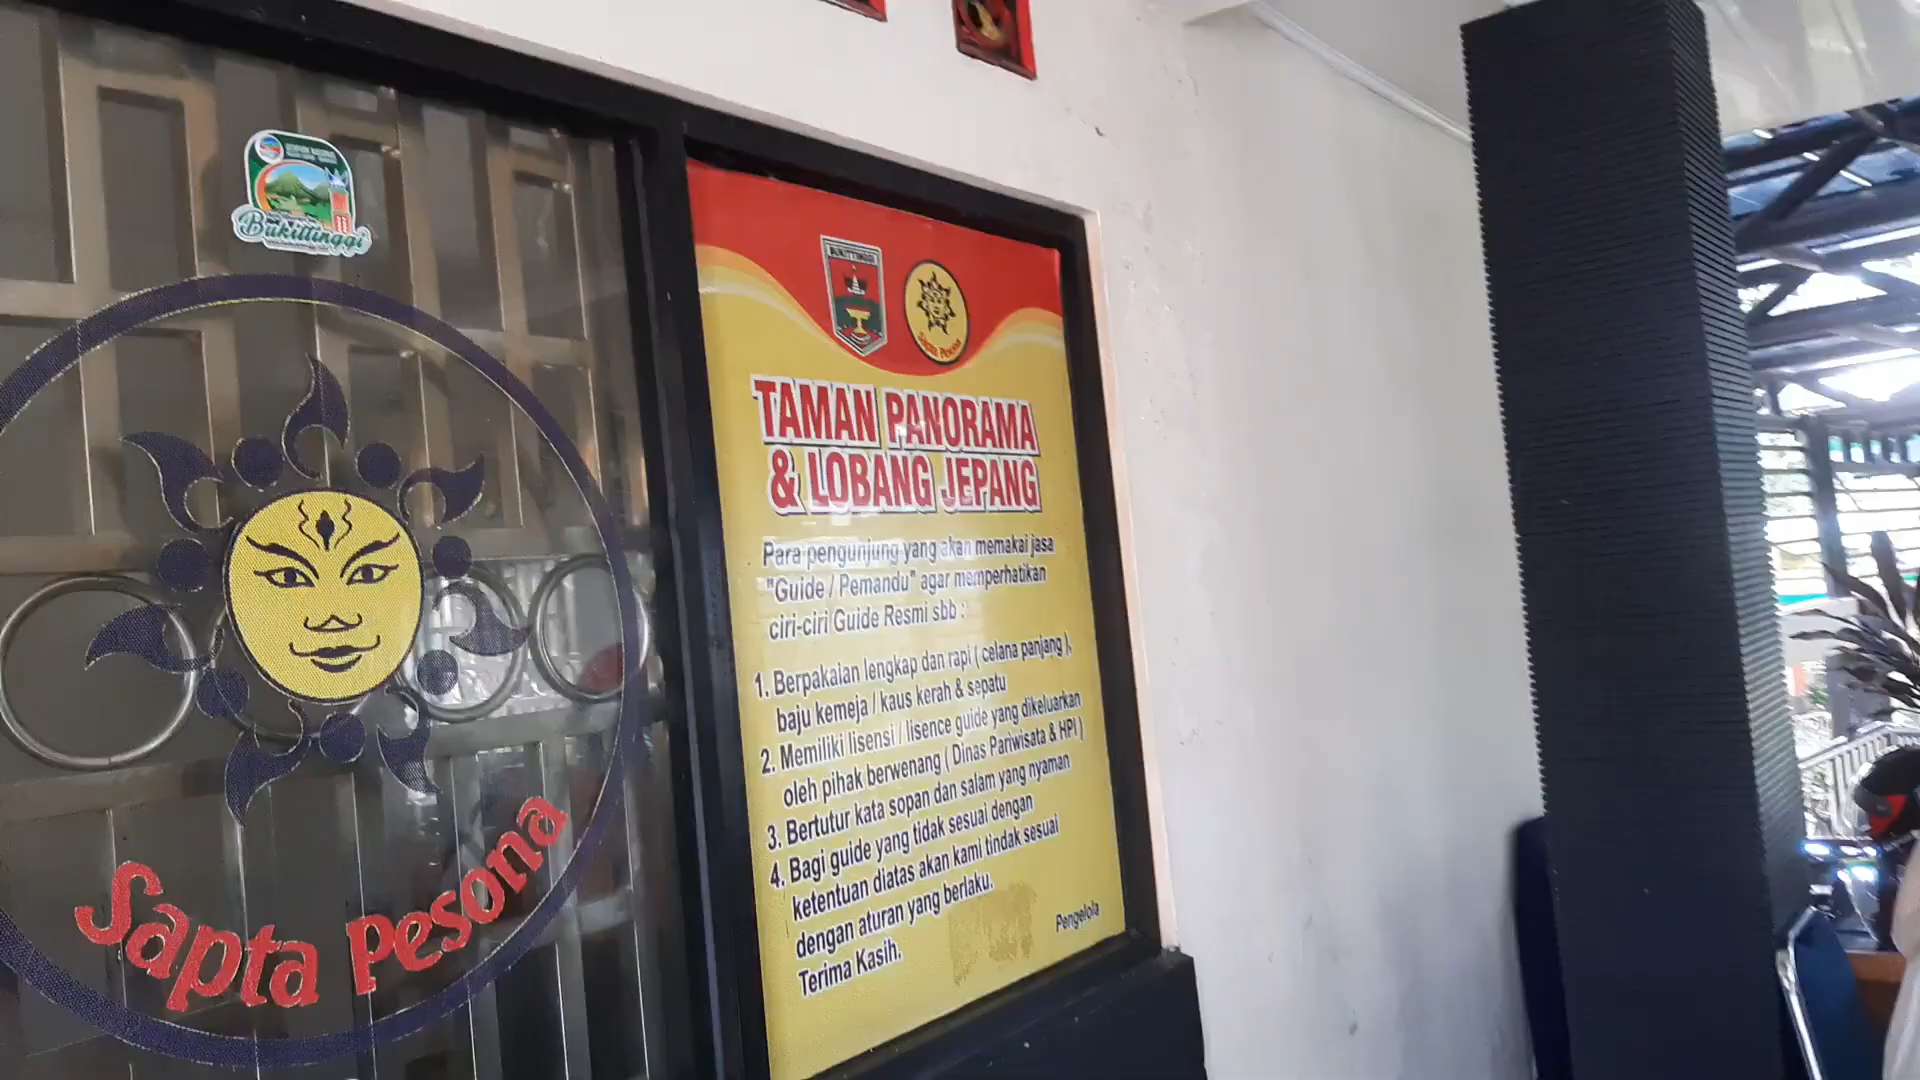 Bukittinggi
Sapta Pesona
BUKITTINGGI
Sapta Pesona
TAMAN PANORAMA
& LOBANG JEPANG
Para pengunjung yang akan memakai jasa
"Guide / Pemandu" agar memperhatikan
ciri-ciri Guide Resmi sbb :
1. Berpakaian lengkap dan rapi ( celana panjang ),
baju kemeja / kaus kerah & sepatu
2. Memiliki lisensi / lisence guide yang dikeluarkan
oleh pihak berwenang ( Dinas Pariwisata & HPI )
3. Bertutur kata sopan dan salam yang nyaman
4. Bagi guide yang tidak sesuai dengan
ketentuan diatas akan kami tindak sesuai
dengan aturan yang berlaku.
Terima Kasih.
Pengelola